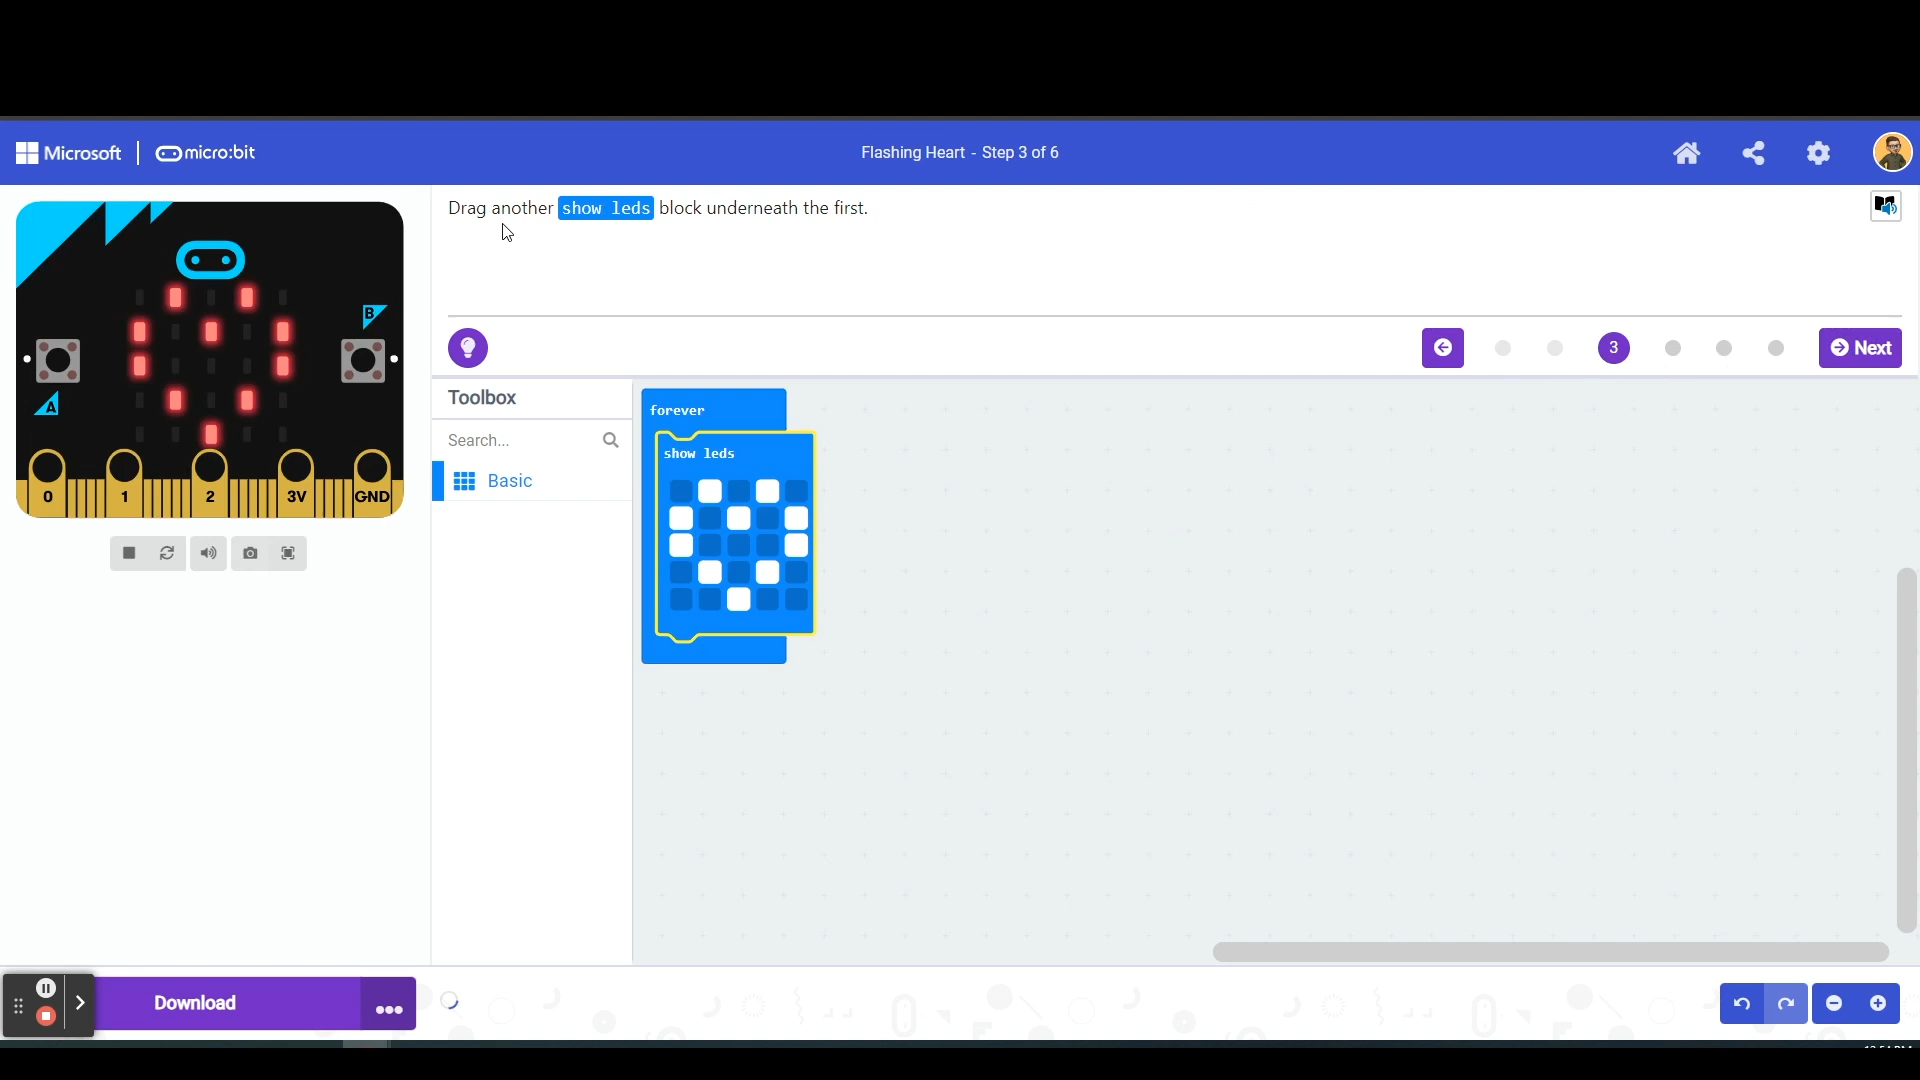 Microsoft | micro:bit
Flashing Heart - Step 3 of 6
Drag another show leds block underneath the first.
B
A
0 1 2 3V GND
3
Next
Toolbox
Search...
Basic
forever
show leds
Download